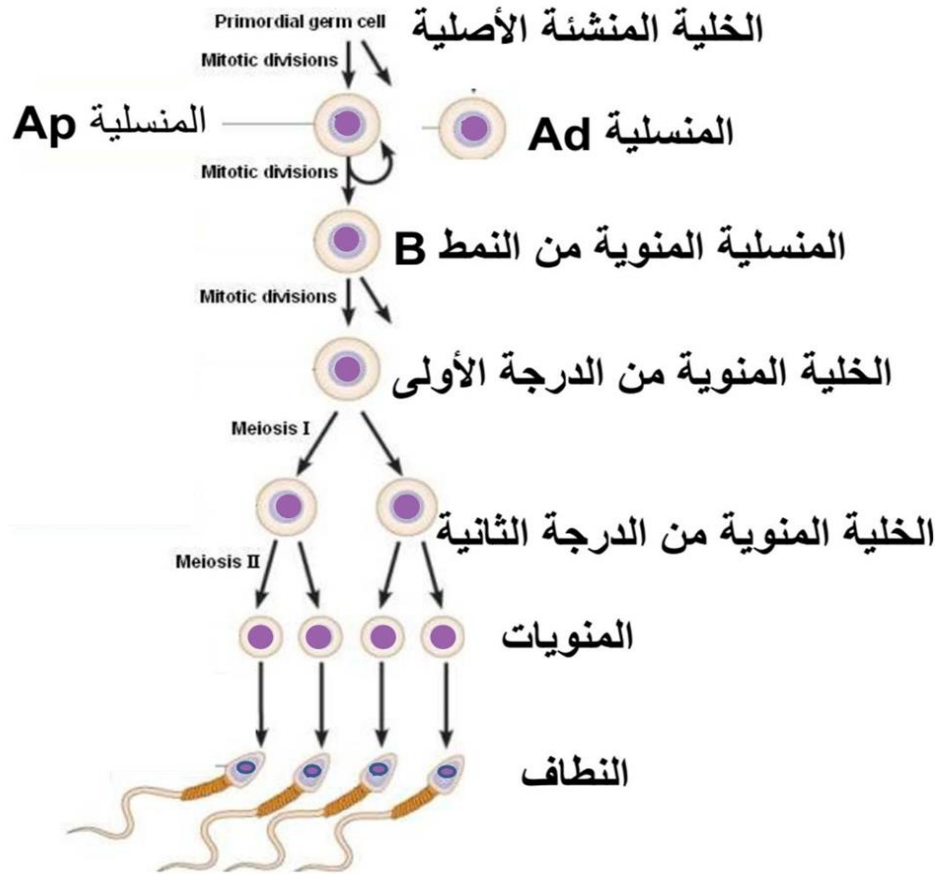 Primordial germ cell الخلية المنشئة الأصلية
Mitotic divisions
المنسلية Ap
المنسلية Ad
Mitotic divisions
المنسلية المنوية من النمط B
Mitotic divisions
الخلية المنوية من الدرجة الأولى
Meiosis I
الخلية المنوية من الدرجة الثانية
Meiosis II
المنويات
النطاف